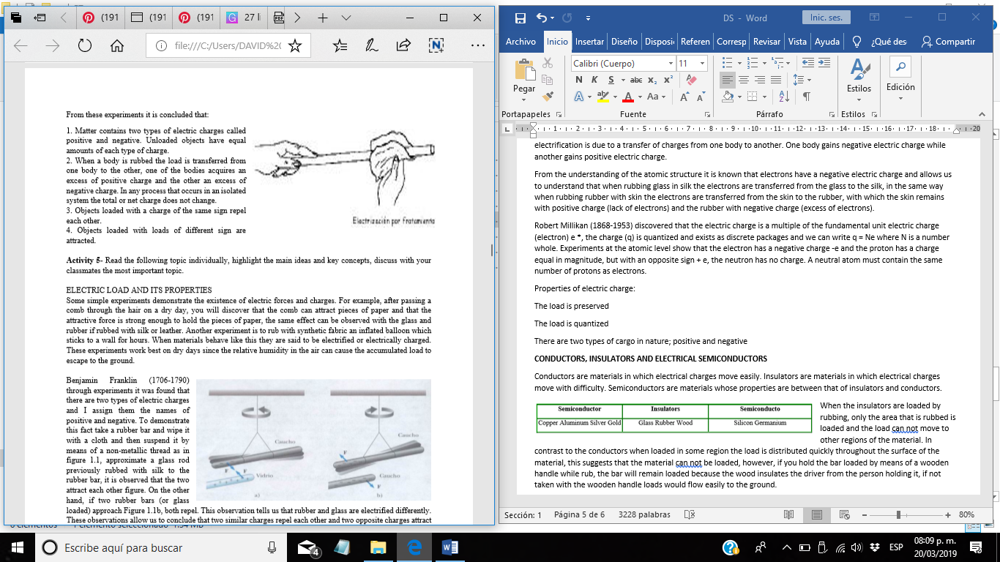 (191
(191
(191
27 l
file:///C:/Users/DAVID%20
From these experiments it is concluded that:
1. Matter contains two types of electric charges called
positive and negative. Unloaded objects have equal
amounts of each type of charge.
2. When a body is rubbed the load is transferred from
one body to the other, one of the bodies acquires an
excess of positive charge and the other an excess of
negative charge. In any process that occurs in an isolated
system the total or net charge does not change.
3. Objects loaded with a charge of the same sign repel
each other.
4. Objects loaded with loads of different sign are
attracted.
Electrización por frotamiento
Activity 5- Read the following topic individually, highlight the main ideas and key concepts, discuss with your
classmates the most important topic.
ELECTRIC LOAD AND ITS PROPERTIES
Some simple experiments demonstrate the existence of electric forces and charges. For example, after passing a
comb through the hair on a dry day, you will discover that the comb can attract pieces of paper and that the
attractive force is strong enough to hold the pieces of paper, the same effect can be observed with the glass and
rubber if rubbed with silk or leather. Another experiment is to rub with synthetic fabric an inflated balloon which
sticks to a wall for hours. When materials behave like this they are said to be electrified or electrically charged.
These experiments work best on dry days since the relative humidity in the air can cause the accumulated load to
escape to the ground.
Benjamin Franklin (1706-1790)
through experiments it was found that
there are two types of electric charges
and I assign them the names of
positive and negative. To demonstrate
this fact take a rubber bar and wipe it
with a cloth and then suspend it by
means of a non-metallic thread as in
figure 1.1, approximate a glass rod
previously rubbed with silk to the
rubber bar, it is observed that the two
attract each other figure. On the other
hand, if two rubber bars (or glass
loaded) approach Figure 1.1b, both repel. This observation tells us that rubber and glass are electrified differently.
These observations allow us to conclude that two similar charges repel each other and two opposite charges attract
Caucho
F
Vidrio
F
a)
Caucho
F
Caucho
F
b)
DS - Word
Inic. ses.
Archivo Inicio Insertar Diseño Disposi Referen Corresp Revisar Vista Ayuda ¿Qué des Compartir
Calibri (Cuerpo) 11
Pegar
N K S abc x₂ x²
A A Aa A A
Estilos
Edición
Portapapeles Fuente Párrafo Estilos
1 2 3 4 5 6 7 8 9 10 11 12 13 14 15 16 17 18 20
electrification is due to a transfer of charges from one body to another. One body gains negative electric charge while
another gains positive electric charge.
From the understanding of the atomic structure it is known that electrons have a negative electric charge and allows us
to understand that when rubbing glass in silk the electrons are transferred from the glass to the silk, in the same way
when rubbing rubber with skin the electrons are transferred from the skin to the rubber, with which the skin remains
with positive charge (lack of electrons) and the rubber with negative charge (excess of electrons).
Robert Millikan (1868-1953) discovered that the electric charge is a multiple of the fundamental unit electric charge
(electron) e *, the charge (q) is quantized and exists as discrete packages and we can write q = Ne where N is a number
whole. Experiments at the atomic level show that the electron has a negative charge -e and the proton has a charge
equal in magnitude, but with an opposite sign + e, the neutron has no charge. A neutral atom must contain the same
number of protons as electrons.
Properties of electric charge:
The load is preserved
The load is quantized
There are two types of cargo in nature; positive and negative
CONDUCTORS, INSULATORS AND ELECTRICAL SEMICONDUCTORS
Conductors are materials in which electrical charges move easily. Insulators are materials in which electrical charges
move with difficulty. Semiconductors are materials whose properties are between that of insulators and conductors.
Semiconductor Insulators Semiconducto
Copper Aluminum Silver Gold Glass Rubber Wood Silicon Germanium
When the insulators are loaded by
rubbing, only the area that is rubbed is
loaded and the load can not move to
other regions of the material. In
contrast to the conductors when loaded in some region the load is distributed quickly throughout the surface of the
material, this suggests that the material can not be loaded, however, if you hold the bar loaded by means of a wooden
handle while rub, the bar will remain loaded because the wood insulates the driver from the person holding it, if not
taken with the wooden handle loads would flow easily to the ground.
Sección: 1 Página 5 de 6 3228 palabras 80%
Escribe aquí para buscar
4
ESP
08:09 p. m.
20/03/2019